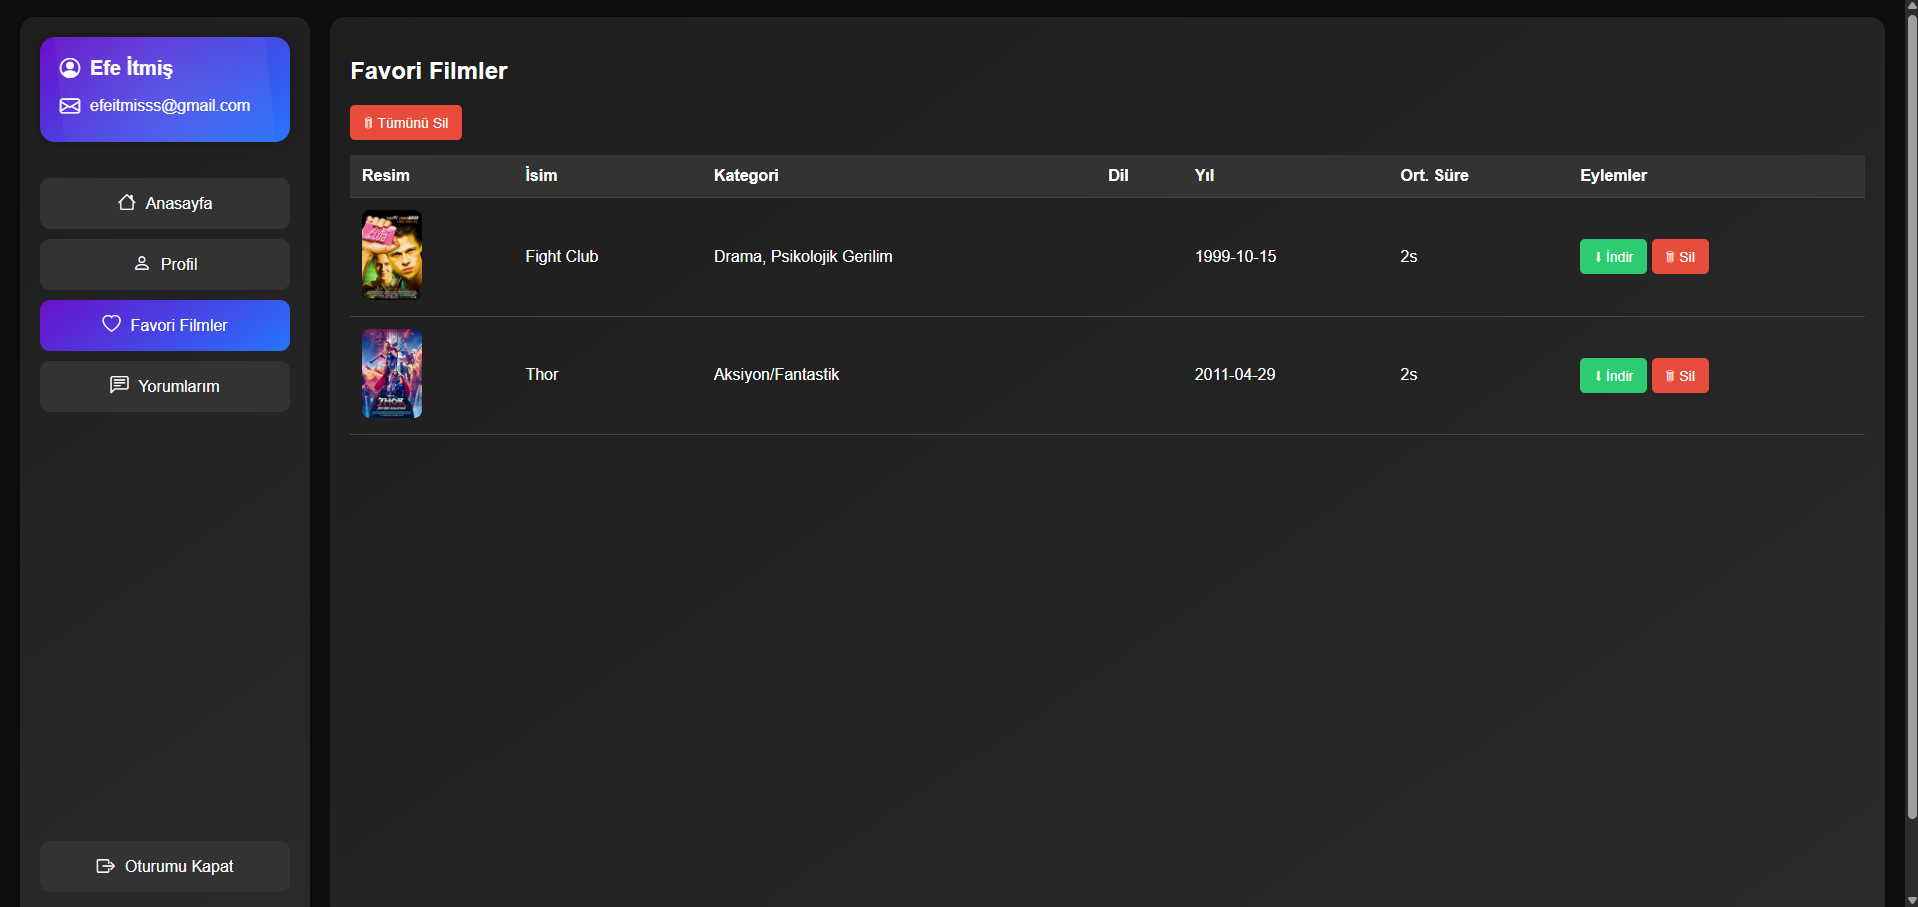 Efe İtmiş
efeitmisss@gmail.com
Anasayfa
Profil
Favori Filmler
Yorumlarım
Oturumu Kapat
Favori Filmler
Tümünü Sil
Resim İsim Kategori Dil Yıl Ort. Süre Eylemler
Fight Club Drama, Psikolojik Gerilim 1999-10-15 2s İndir Sil
THOR
Thor Aksiyon/Fantastik 2011-04-29 2s İndir Sil